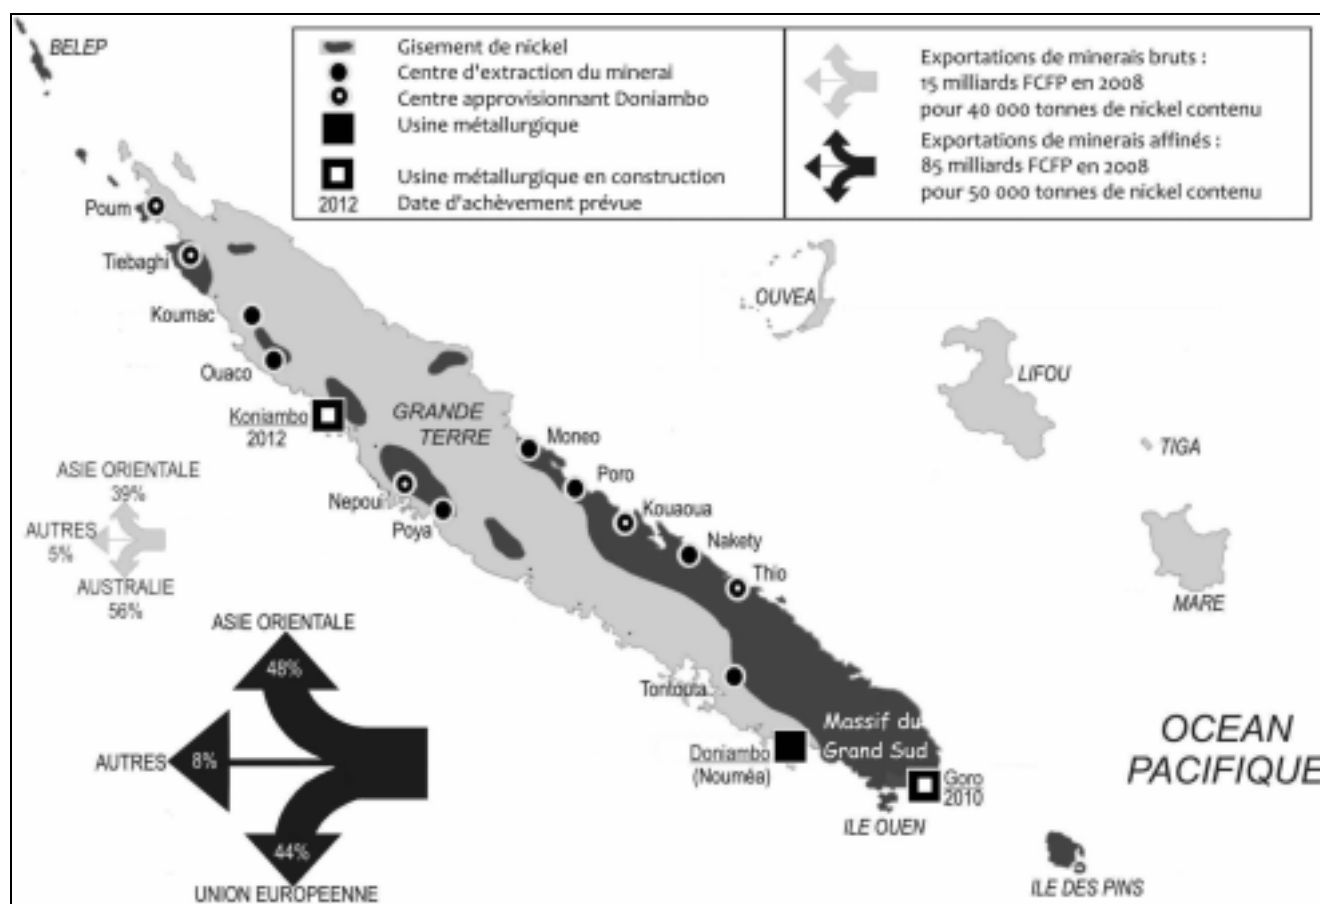 BELEP
Gisement de nickel
Centre d'extraction du minerai
Centre approvisionnant Doniambo
Usine métallurgique
Usine métallurgique en construction
2012 Date d'achèvement prévue
Exportations de minerais bruts :
15 milliards FCFP en 2008
pour 40 000 tonnes de nickel contenu
Exportations de minerais affinés :
85 milliards FCFP en 2008
pour 50 000 tonnes de nickel contenu
Poum
Tiebaghi
Koumac
Ouaco
Koniambo
2012
GRANDE
TERRE
OUVEA
LIFOU
TIGA
MARE
Moneo
Poro
Kouaoua
Nakety
Thio
Nepoui
Poya
ASIE ORIENTALE
39%
AUTRES
5%
AUSTRALIE
56%
ASIE ORIENTALE
48%
AUTRES
8%
44%
UNION EUROPEENNE
Tontouta
Massif du
Grand Sud
Doniambo
(Nouméa)
Goro
2010
ILE OUEN
OCEAN
PACIFIQUE
ILE DES PINS